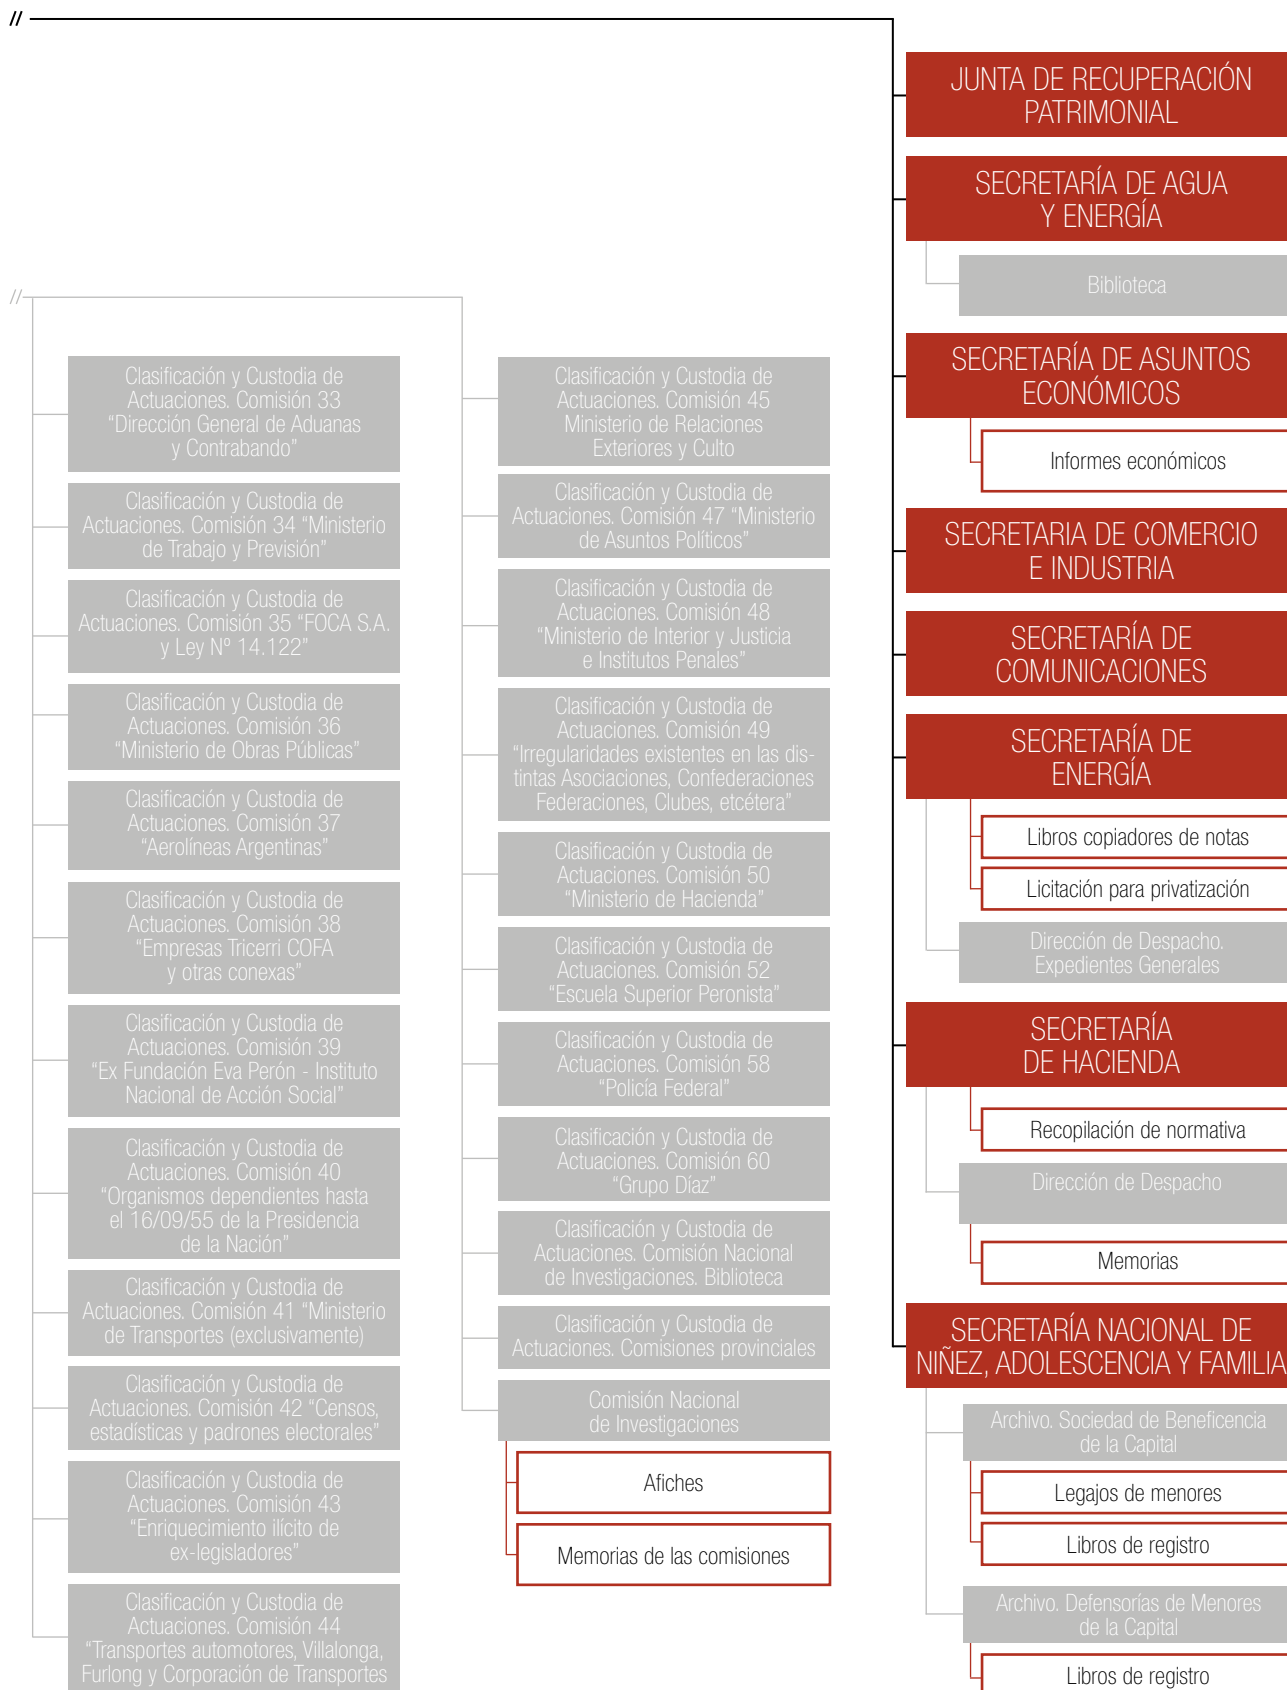 //
//
Clasificación y Custodia de
Actuaciones. Comisión 33
“Dirección General de Aduanas
y Contrabando”
Clasificación y Custodia de
Actuaciones. Comisión 34 “Ministerio
de Trabajo y Previsión”
Clasificación y Custodia de
Actuaciones. Comisión 35 “FOCA S.A.
y Ley Nº 14.122”
Clasificación y Custodia de
Actuaciones. Comisión 36
“Ministerio de Obras Públicas”
Clasificación y Custodia de
Actuaciones. Comisión 37
“Aerolíneas Argentinas”
Clasificación y Custodia de
Actuaciones. Comisión 38
“Empresas Tricerri COFA
y otras conexas”
Clasificación y Custodia de
Actuaciones. Comisión 39
“Ex Fundación Eva Perón - Instituto
Nacional de Acción Social”
Clasificación y Custodia de
Actuaciones. Comisión 40
“Organismos dependientes hasta
el 16/09/55 de la Presidencia
de la Nación”
Clasificación y Custodia de
Actuaciones. Comisión 41 “Ministerio
de Transportes (exclusivamente)
Clasificación y Custodia de
Actuaciones. Comisión 42 “Censos,
estadísticas y padrones electorales”
Clasificación y Custodia de
Actuaciones. Comisión 43
“Enriquecimiento ilícito de
ex-legisladores”
Clasificación y Custodia de
Actuaciones. Comisión 44
“Transportes automotores, Villalonga,
Furlong y Corporación de Transportes
Clasificación y Custodia de
Actuaciones. Comisión 45
Ministerio de Relaciones
Exteriores y Culto
Clasificación y Custodia de
Actuaciones. Comisión 47 “Ministerio
de Asuntos Políticos”
Clasificación y Custodia de
Actuaciones. Comisión 48
“Ministerio de Interior y Justicia
e Institutos Penales”
Clasificación y Custodia de
Actuaciones. Comisión 49
“Irregularidades existentes en las dis-
tintas Asociaciones, Confederaciones
Federaciones, Clubes, etcétera”
Clasificación y Custodia de
Actuaciones. Comisión 50
“Ministerio de Hacienda”
Clasificación y Custodia de
Actuaciones. Comisión 52
“Escuela Superior Peronista”
Clasificación y Custodia de
Actuaciones. Comisión 58
“Policía Federal”
Clasificación y Custodia de
Actuaciones. Comisión 60
“Grupo Díaz”
Clasificación y Custodia de
Actuaciones. Comisión Nacional
de Investigaciones. Biblioteca
Clasificación y Custodia de
Actuaciones. Comisiones provinciales
Comisión Nacional
de Investigaciones
Afiches
Memorias de las comisiones
JUNTA DE RECUPERACIÓN
PATRIMONIAL
SECRETARÍA DE AGUA
Y ENERGÍA
Biblioteca
SECRETARÍA DE ASUNTOS
ECONÓMICOS
Informes económicos
SECRETARIA DE COMERCIO
E INDUSTRIA
SECRETARÍA DE
COMUNICACIONES
SECRETARÍA DE
ENERGÍA
Libros copiadores de notas
Licitación para privatización
Dirección de Despacho.
Expedientes Generales
SECRETARÍA
DE HACIENDA
Recopilación de normativa
Dirección de Despacho
Memorias
SECRETARÍA NACIONAL DE
NIÑEZ, ADOLESCENCIA Y FAMILIA
Archivo. Sociedad de Beneficencia
de la Capital
Legajos de menores
Libros de registro
Archivo. Defensorías de Menores
de la Capital
Libros de registro